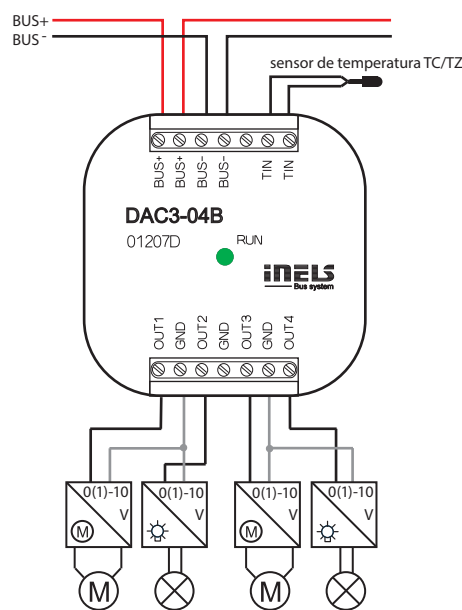 BUS+
BUS-
sensor de temperatura TC/TZ
BUS+ BUS+ BUS- BUS- TIN TIN
DAC3-04B
01207D
RUN
iNELS
Bus system
OUT1 GND OUT2 GND OUT3 GND OUT4
0(1)-10 V M
0(1)-10 V
0(1)-10 V M
0(1)-10 V
M
M